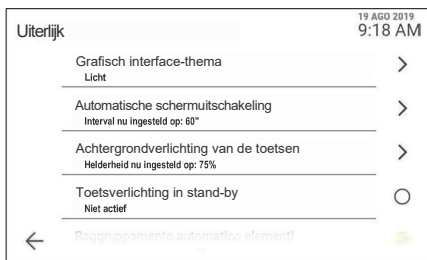 19 AGO 2019
Uiterlijk
9:18 AM
Grafisch interface-thema
Licht
Automatische schermuitschakeling
Interval nu ingesteld op: 60"
Achtergrondverlichting van de toetsen
Helderheid nu ingesteld op: 75%
Toetsverlichting in stand-by
Niet actief
Raggruppamento automatico elementi